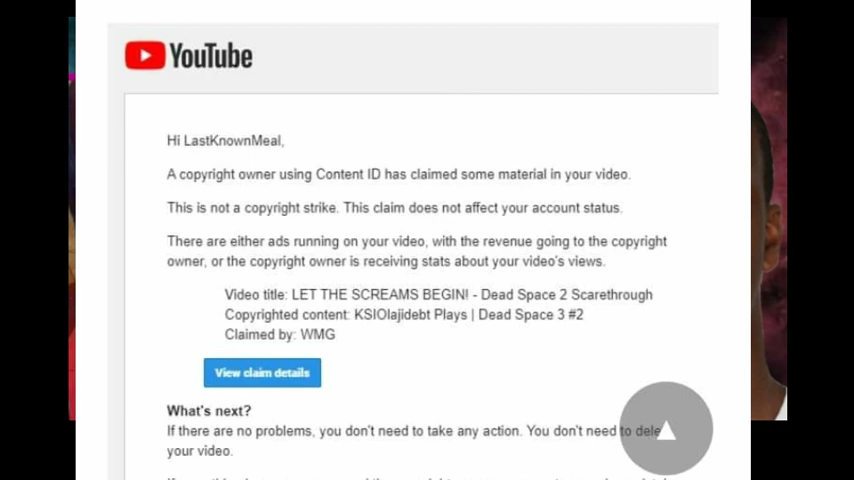 YouTube
Hi LastKnownMeal,
A copyright owner using Content ID has claimed some material in your video.
This is not a copyright strike. This claim does not affect your account status.
There are either ads running on your video, with the revenue going to the copyright
owner, or the copyright owner is receiving stats about your video's views.
Video title: LET THE SCREAMS BEGIN! - Dead Space 2 Scarethrough
Copyrighted content: KSIOlajidebt Plays | Dead Space 3 #2
Claimed by: WMG
View claim details
What's next?
If there are no problems, you don't need to take any action. You don't need to dele
your video.